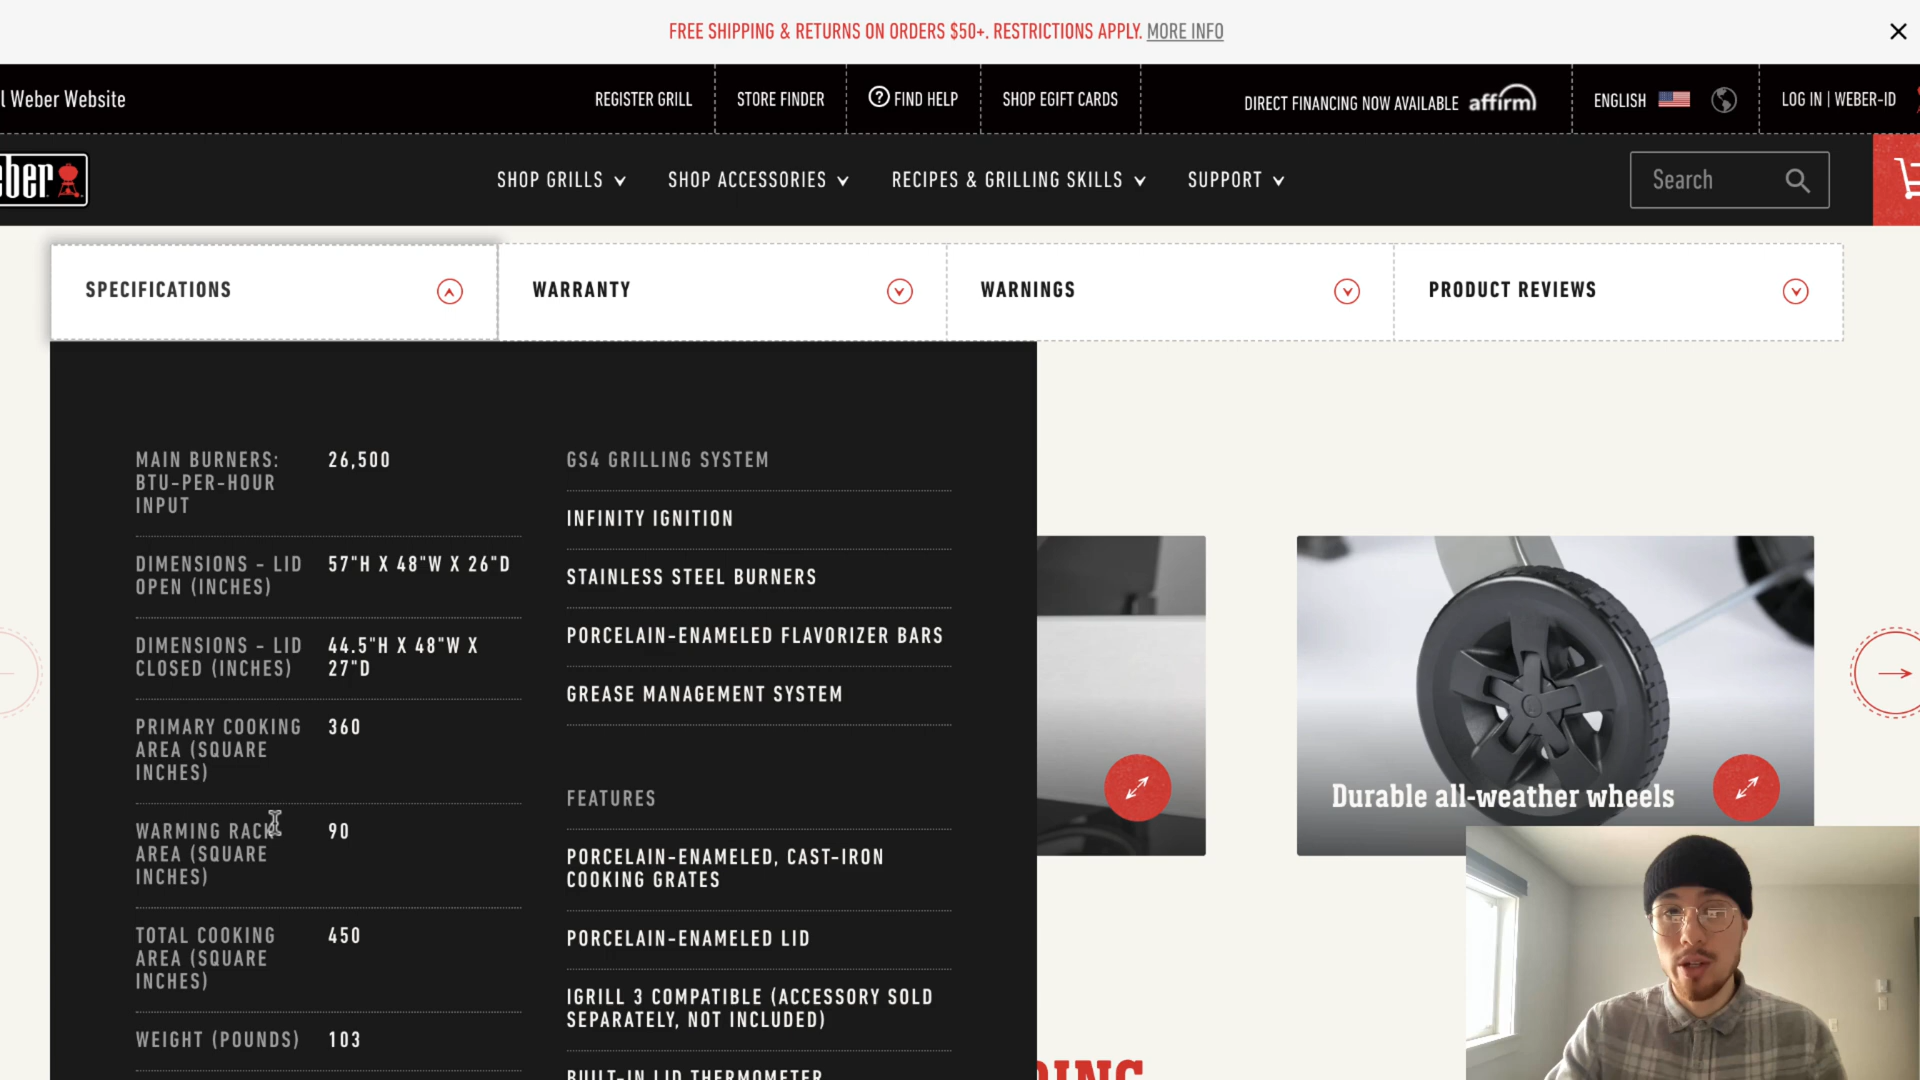 FREE SHIPPING & RETURNS ON ORDERS $50+. RESTRICTIONS APPLY. MORE INFO
l Weber Website
REGISTER GRILL
STORE FINDER
FIND HELP
SHOP EGIFT CARDS
DIRECT FINANCING NOW AVAILABLE affirm
ENGLISH
LOG IN | WEBER-ID
eber
SHOP GRILLS
SHOP ACCESSORIES
RECIPES & GRILLING SKILLS
SUPPORT
Search
SPECIFICATIONS
WARRANTY
WARNINGS
PRODUCT REVIEWS
MAIN BURNERS: 26,500
BTU-PER-HOUR
INPUT
DIMENSIONS - LID 57"H X 48"W X 26"D
OPEN (INCHES)
DIMENSIONS - LID 44.5"H X 48"W X
CLOSED (INCHES) 27"D
PRIMARY COOKING 360
AREA (SQUARE
INCHES)
WARMING RACK 90
AREA (SQUARE
INCHES)
TOTAL COOKING 450
AREA (SQUARE
INCHES)
WEIGHT (POUNDS) 103
GS4 GRILLING SYSTEM
INFINITY IGNITION
STAINLESS STEEL BURNERS
PORCELAIN-ENAMELED FLAVORIZER BARS
GREASE MANAGEMENT SYSTEM
FEATURES
PORCELAIN-ENAMELED, CAST-IRON
COOKING GRATES
PORCELAIN-ENAMELED LID
IGRILL 3 COMPATIBLE (ACCESSORY SOLD
SEPARATELY, NOT INCLUDED)
BUILT-IN LID THERMOMETER
Durable all-weather wheels